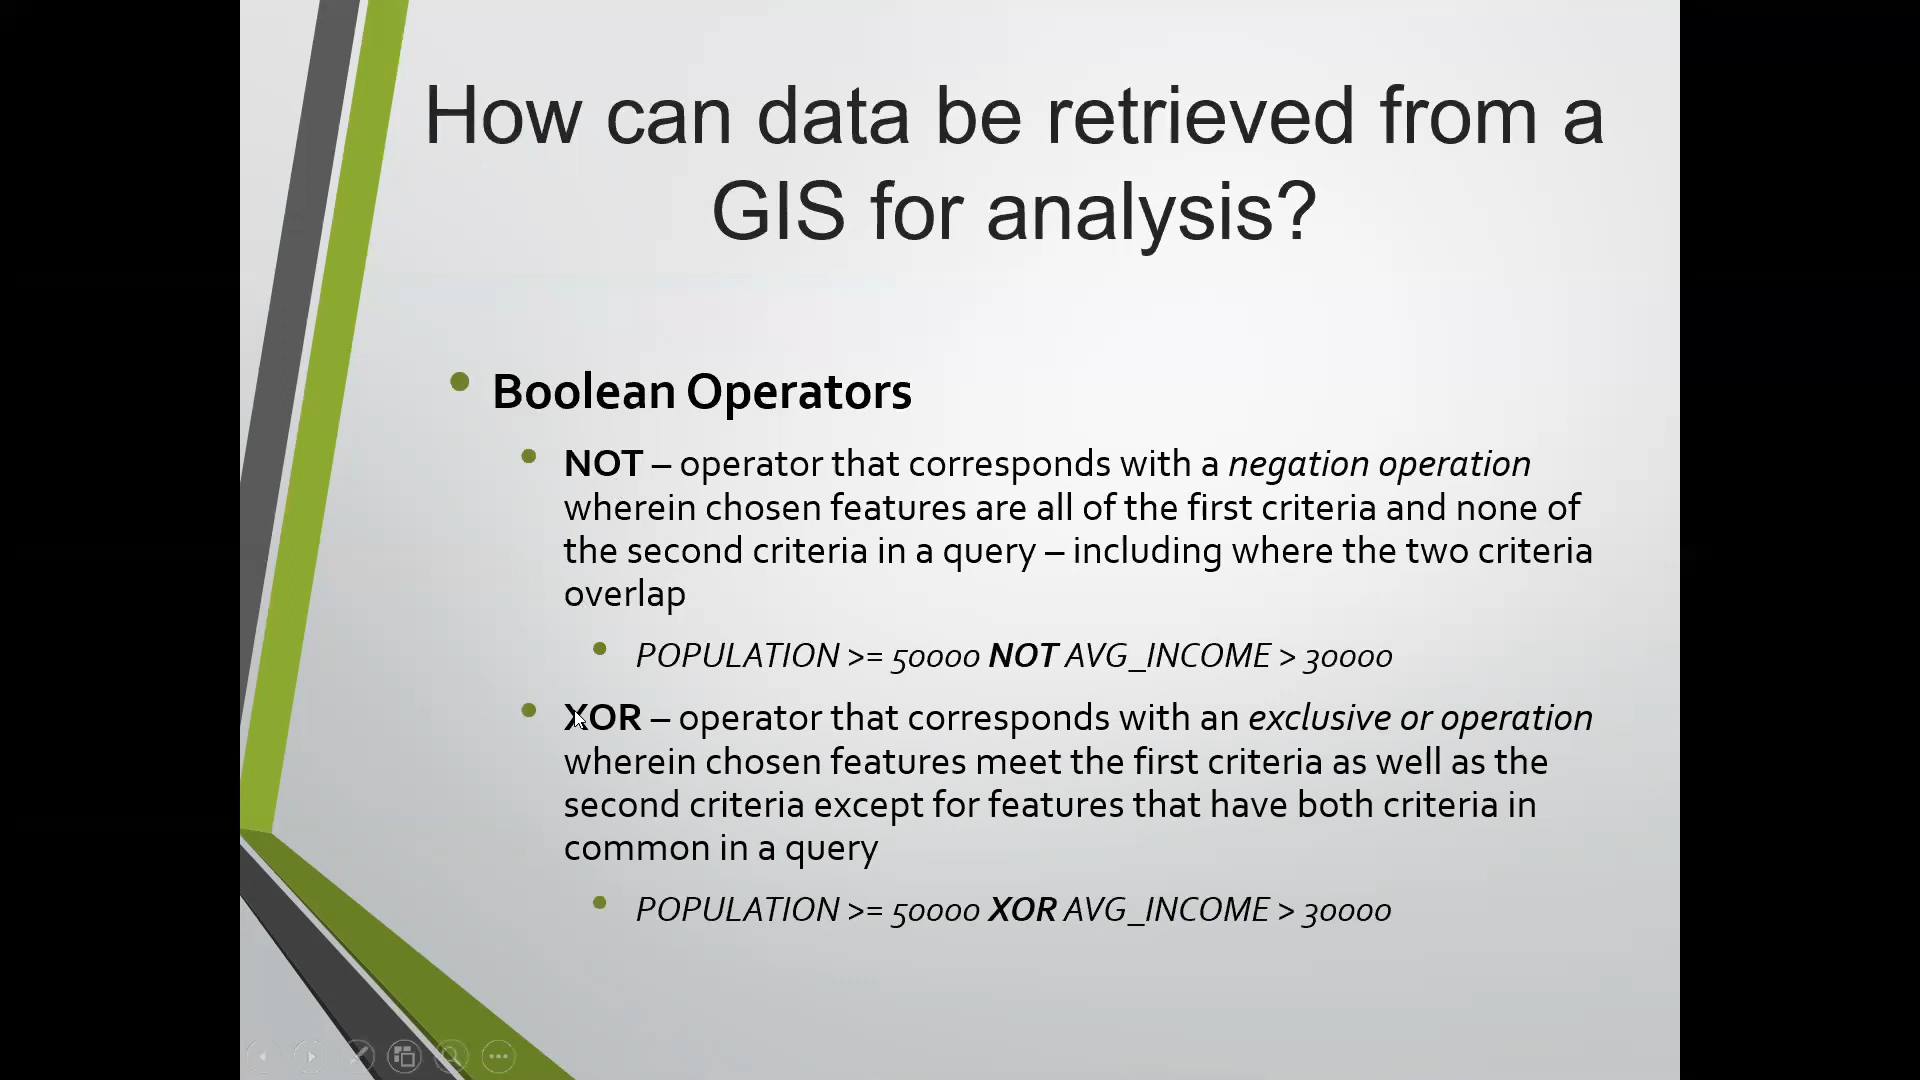 How can data be retrieved from a
GIS for analysis?
Boolean Operators
NOT – operator that corresponds with a negation operation
wherein chosen features are all of the first criteria and none of
the second criteria in a query – including where the two criteria
overlap
POPULATION >= 50000 NOT AVG_INCOME > 30000
XOR – operator that corresponds with an exclusive or operation
wherein chosen features meet the first criteria as well as the
second criteria except for features that have both criteria in
common in a query
POPULATION >= 50000 XOR AVG_INCOME > 30000